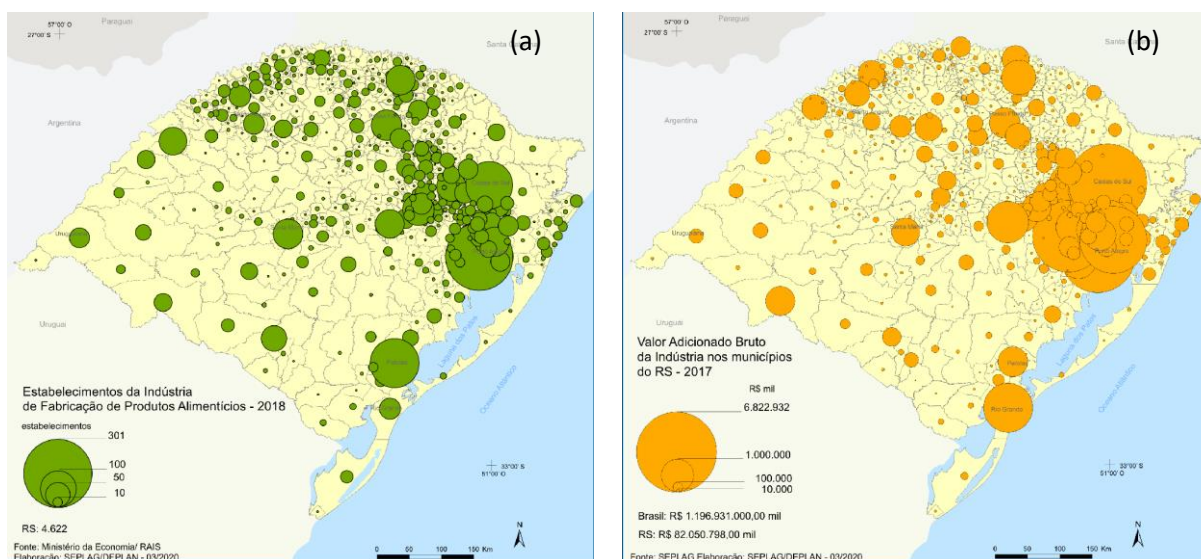 (a)
57°00' O
27°00' S
Paraguai
Argentina
Uruguai
Caxias do Sul
Uruguaiana
Pelotas
Rio Grande
Laguna dos Patos
Oceano Atlântico
33°00' S
51°00' O
Estabelecimentos da Indústria
de Fabricação de Produtos Alimentícios - 2018
estabelecimentos
301
100
50
10
RS: 4.622
Fonte: Ministério da Economia/ RAIS
Elaboração: SEPLAG/DEPLAN - 03/2020
N
0 50 100 150 Km
(b)
57°00' O
27°00' S
Paraguai
Argentina
Uruguai
Caxias do Sul
Santa Maria
Uruguaiana
Porto Alegre
Pelotas
Rio Grande
Laguna dos Patos
Oceano Atlântico
33°00' S
51°00' O
Valor Adicionado Bruto
da Indústria nos municípios
do RS - 2017
R$ mil
6.822.932
1.000.000
100.000
10.000
Brasil: R$ 1.196.931.000,00 mil
RS: R$ 82.050.798,00 mil
Fonte: SEPLAG Elaboração: SEPLAG/DEPLAN - 03/2020
N
0 50 100 150 Km